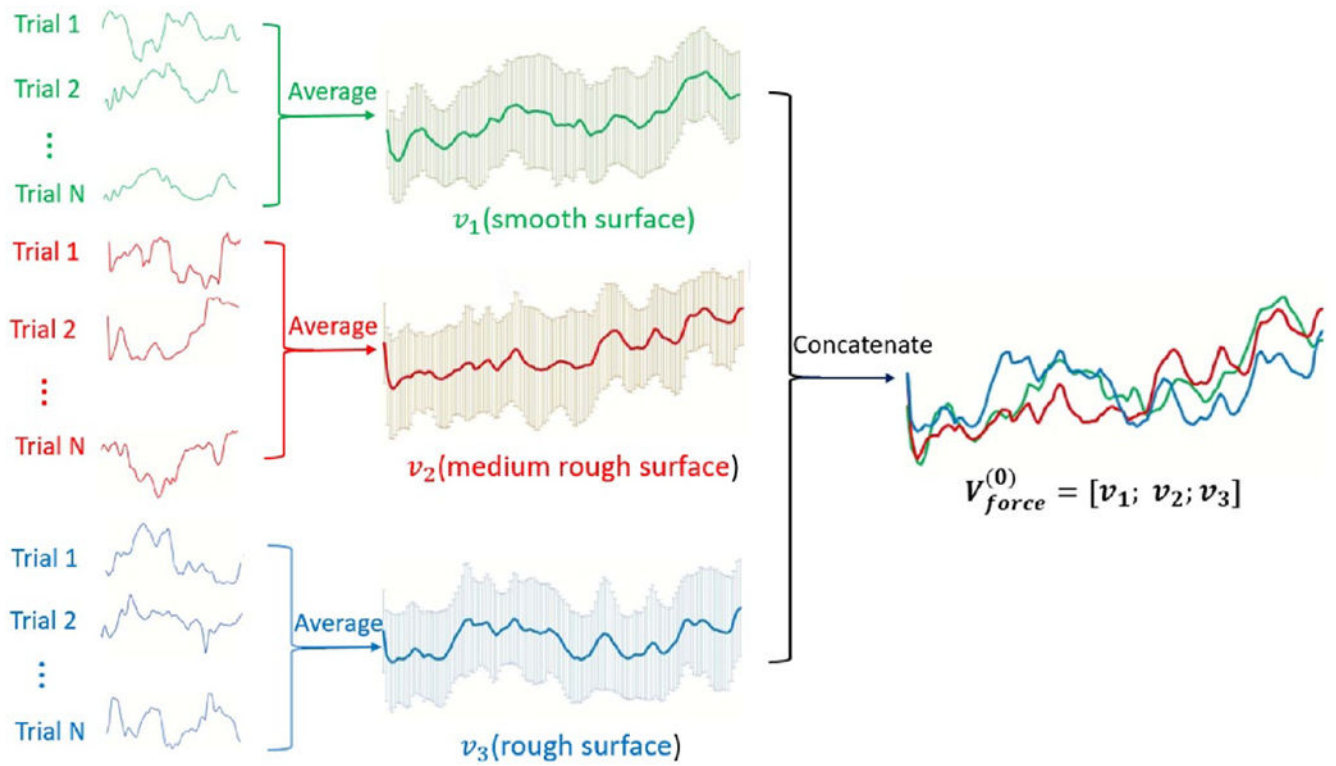 Trial 1
Trial 2
⋮
Trial N
Average
v₁(smooth surface)
Trial 1
Trial 2
⋮
Trial N
Average
v₂(medium rough surface)
Trial 1
Trial 2
⋮
Trial N
Average
v₃(rough surface)
Concatenate
V_{force}^{(0)} = [v₁; v₂; v₃]